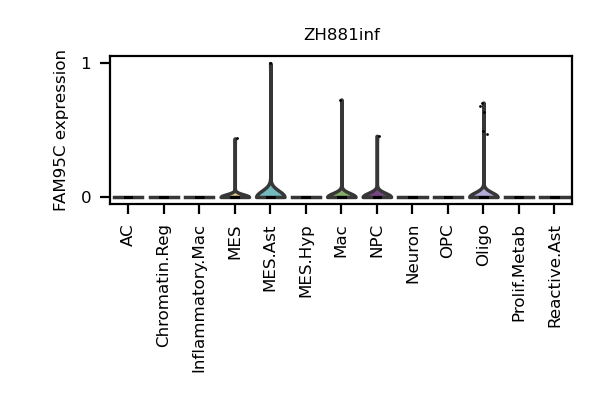 ZH881inf
FAM95C expression
1
0
AC
Chromatin.Reg
Inflammatory.Mac
MES
MES.Ast
MES.Hyp
Mac
NPC
Neuron
OPC
Oligo
Prolif.Metab
Reactive.Ast